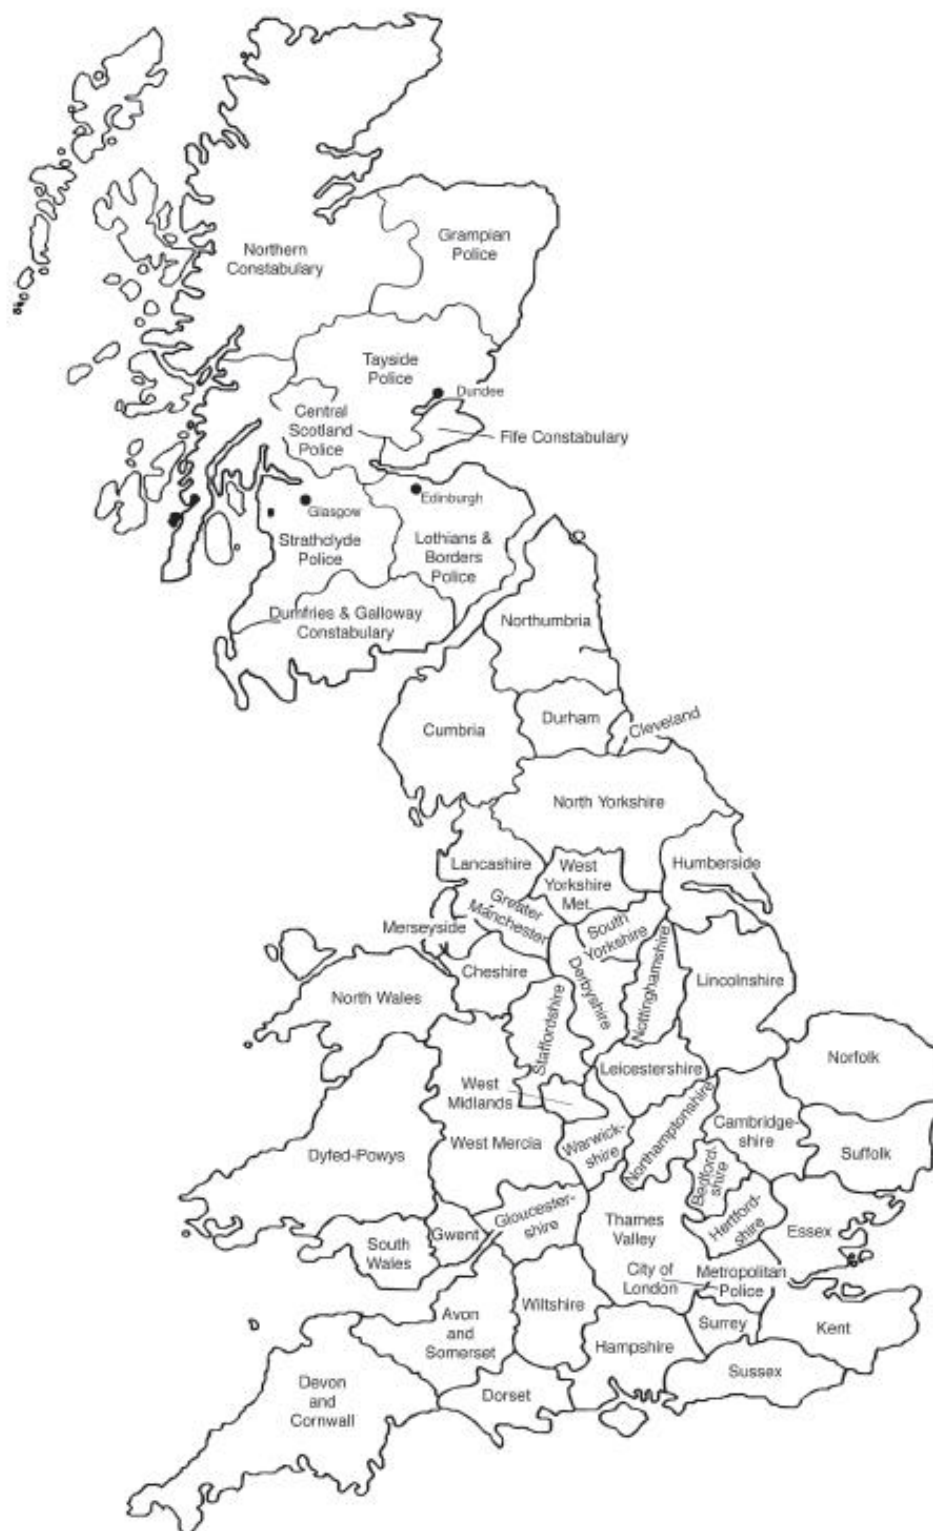 Northern
Constabulary
Grampian
Police
Tayside
Police
Dundee
Central
Scotland
Police
Fife Constabulary
Glasgow
Edinburgh
Strathclyde
Police
Lothians &
Borders
Police
Dumfries & Galloway
Constabulary
Northumbria
Cumbria
Durham
Cleveland
North Yorkshire
Lancashire
West
Yorkshire
Met.
Humberside
Greater
Manchester
South
Yorkshire
Merseyside
Cheshire
Derbyshire
Nottinghamshire
Lincolnshire
North Wales
Staffordshire
Leicestershire
Norfolk
West
Midlands
West Mercia
Warwick-
shire
Northamptonshire
Cambridge-
shire
Suffolk
Dyfed-Powys
Bedford-
shire
Hertford-
shire
Essex
Gloucester-
shire
Gwent
South
Wales
Thames
Valley
City of
London
Metropolitan
Police
Avon
and
Somerset
Wiltshire
Surrey
Kent
Hampshire
Sussex
Devon
and
Cornwall
Dorset